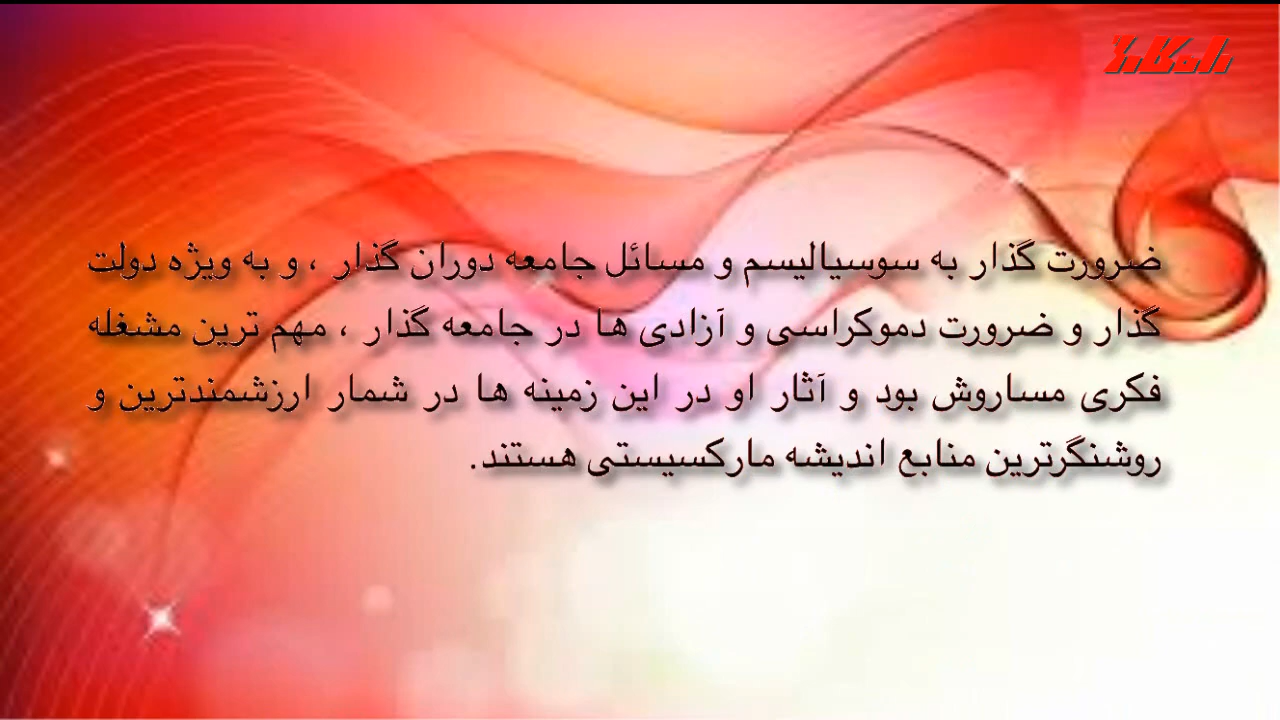 راه کارگر
ضرورت گذار به سوسیالیسم و مسائل جامعه دوران گذار ، و به ویژه دولت
گذار و ضرورت دموکراسی و آزادی ها در جامعه گذار ، مهم ترین مشغله
فکری مساروش بود و آثار او در این زمینه ها در شمار ارزشمندترین و
روشنگرترین منابع اندیشه مارکسیستی هستند.